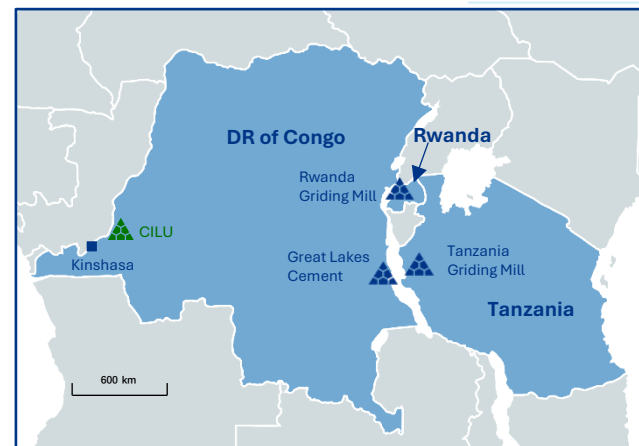 DR of Congo
Rwanda
Rwanda
Griding Mill
CILU
Kinshasa
Great Lakes
Cement
Tanzania
Griding Mill
Tanzania
600 km